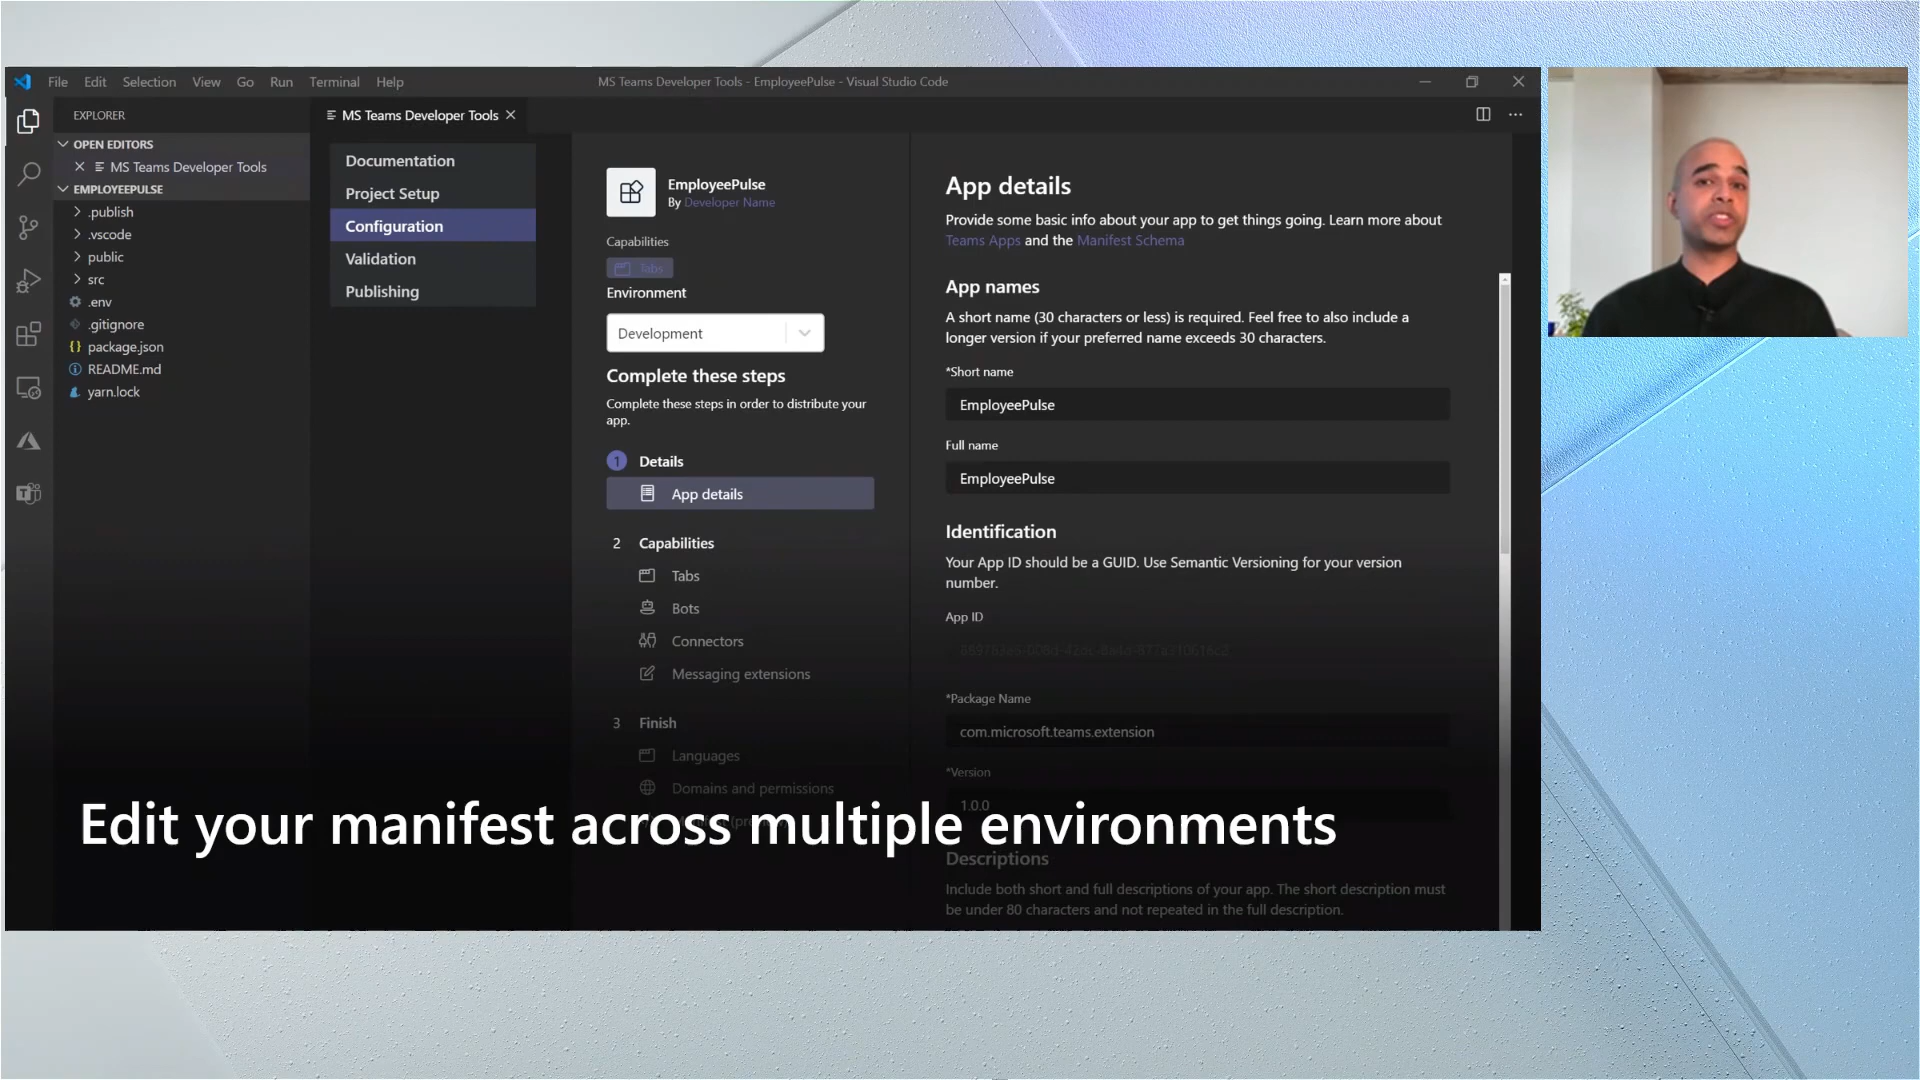 File Edit Selection View Go Run Terminal Help
MS Teams Developer Tools - EmployeePulse - Visual Studio Code
EXPLORER
OPEN EDITORS
MS Teams Developer Tools
EMPLOYEEPULSE
.publish
.vscode
public
src
.env
.gitignore
package.json
README.md
yarn.lock
MS Teams Developer Tools
Documentation
Project Setup
Configuration
Validation
Publishing
EmployeePulse
By Developer Name
Capabilities
Tabs
Environment
Development
Complete these steps
Complete these steps in order to distribute your
app.
1 Details
App details
2 Capabilities
Tabs
Bots
Connectors
Messaging extensions
3 Finish
Languages
Domains and permissions
App details
Provide some basic info about your app to get things going. Learn more about
Teams Apps and the Manifest Schema
App names
A short name (30 characters or less) is required. Feel free to also include a
longer version if your preferred name exceeds 30 characters.
*Short name
EmployeePulse
Full name
EmployeePulse
Identification
Your App ID should be a GUID. Use Semantic Versioning for your version
number.
App ID
*Package Name
com.microsoft.teams.extension
*Version
1.0.0
Descriptions
Include both short and full descriptions of your app. The short description must
be under 80 characters and not repeated in the full description.
Edit your manifest across multiple environments